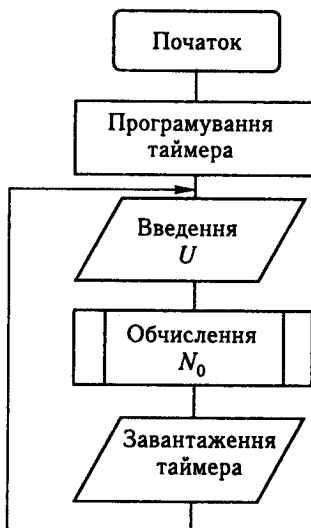 Початок
Програмування
таймера
Введення
U
Обчислення
N₀
Завантаження
таймера